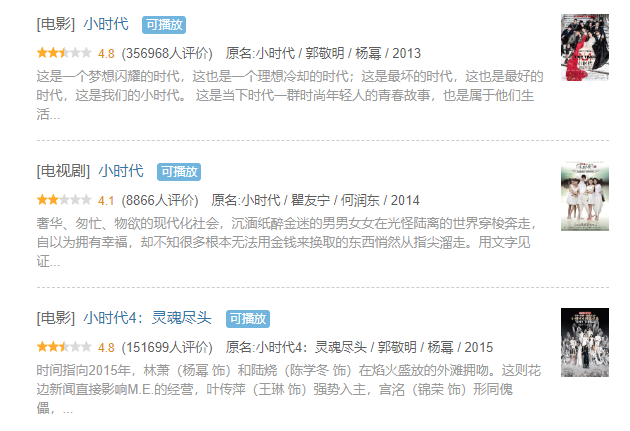 [电影] 小时代 可播放
4.8 (356968人评价) 原名:小时代 / 郭敬明 / 杨幂 / 2013
这是一个梦想闪耀的时代，这也是一个理想冷却的时代；这是最坏的时代，这也是最好的
时代，这是我们的小时代。 这是当下时代一群时尚年轻人的青春故事，也是属于他们生
活...
[电视剧] 小时代 可播放
4.1 (8866人评价) 原名:小时代 / 瞿友宁 / 何润东 / 2014
奢华、匆忙、物欲的现代化社会，沉湎纸醉金迷的男男女女在光怪陆离的世界穿梭奔走，
自以为拥有幸福，却不知很多根本无法用金钱来换取的东西悄然从指尖溜走。用文字见
证...
[电影] 小时代4：灵魂尽头 可播放
4.8 (151699人评价) 原名:小时代4：灵魂尽头 / 郭敬明 / 杨幂 / 2015
时间指向2015年，林萧（杨幂 饰）和陆烧（陈学冬 饰）在焰火盛放的外滩拥吻。这则花
边新闻直接影响M.E.的经营，叶传萍（王琳 饰）强势入主，宫洺（锦荣 饰）形同傀
儡，...